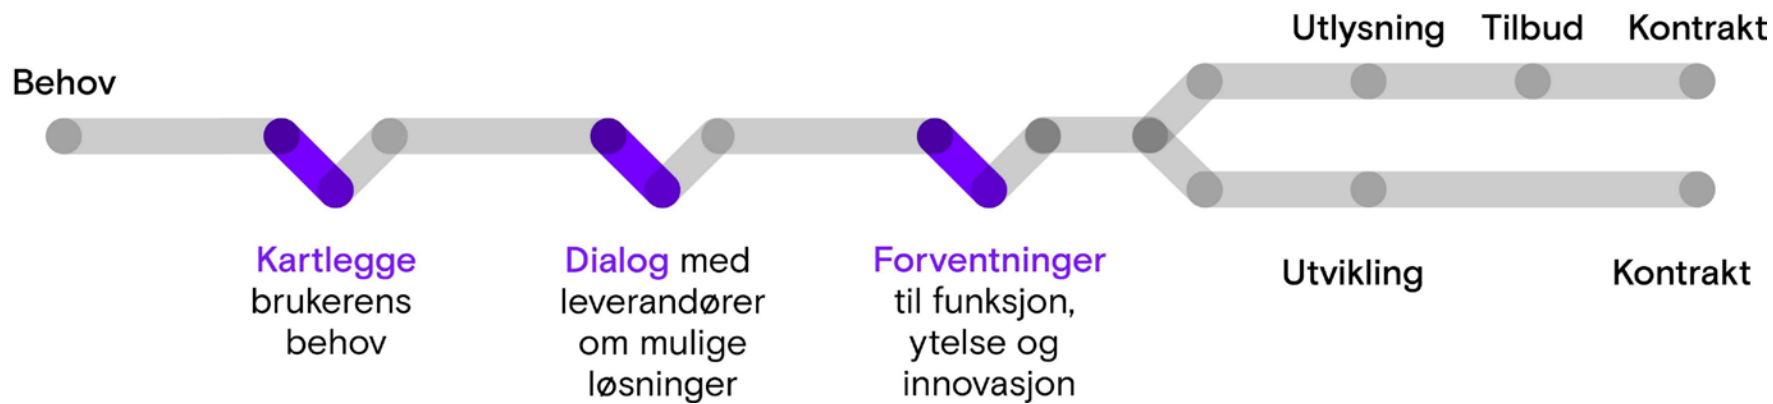 Utlysning Tilbud Kontrakt
Behov
Kartlegge
brukerens
behov
Dialog med
leverandører
om mulige
løsninger
Forventninger
til funksjon,
ytelse og
innovasjon
Utvikling Kontrakt